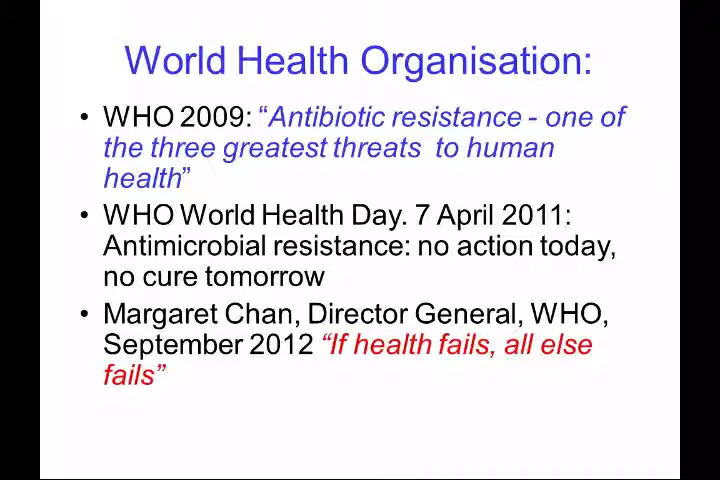 World Health Organisation:
• WHO 2009: “Antibiotic resistance - one of
the three greatest threats to human
health”
• WHO World Health Day. 7 April 2011:
Antimicrobial resistance: no action today,
no cure tomorrow
• Margaret Chan, Director General, WHO,
September 2012 “If health fails, all else
fails”